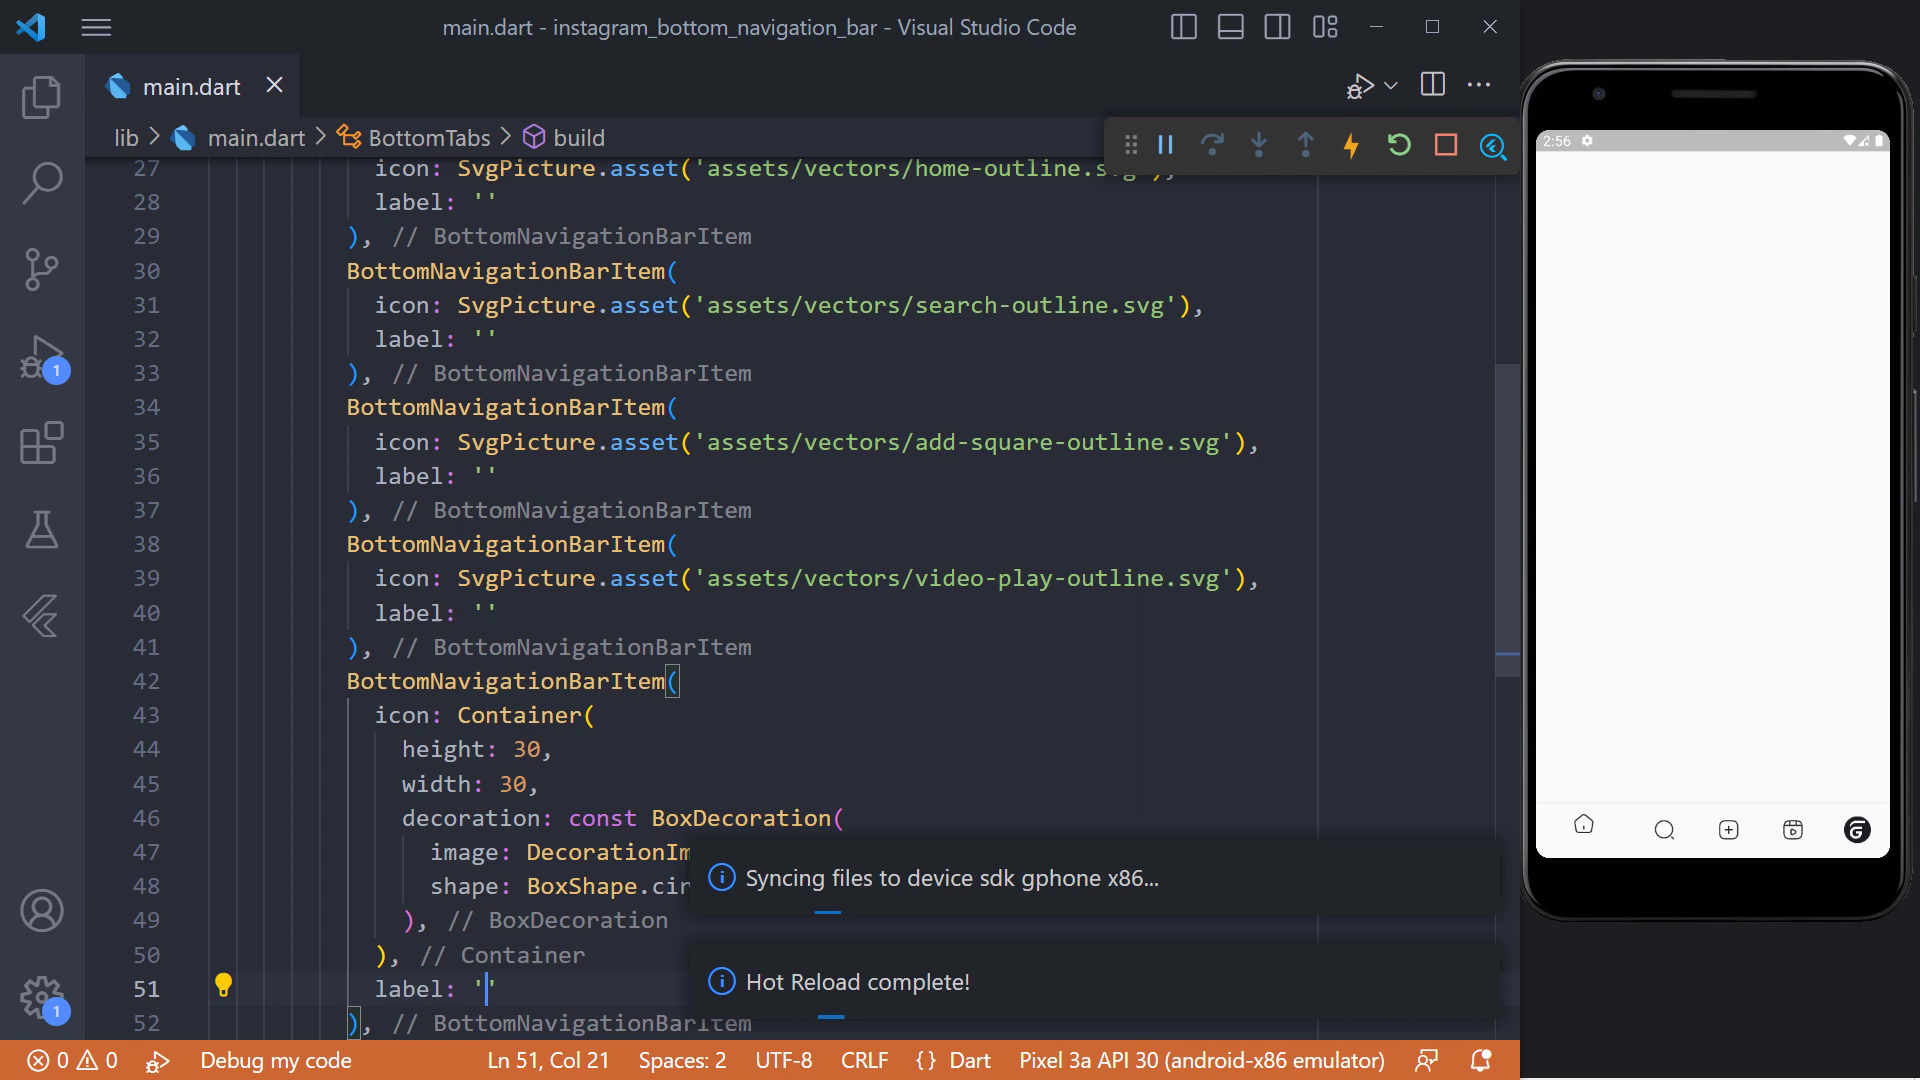 main.dart - instagram_bottom_navigation_bar - Visual Studio Code
main.dart
lib > main.dart > BottomTabs > build
27 icon: SvgPicture.asset('assets/vectors/home-outline.svg'),
28 label: ''
29 ), // BottomNavigationBarItem
30 BottomNavigationBarItem(
31 icon: SvgPicture.asset('assets/vectors/search-outline.svg'),
32 label: ''
33 ), // BottomNavigationBarItem
34 BottomNavigationBarItem(
35 icon: SvgPicture.asset('assets/vectors/add-square-outline.svg'),
36 label: ''
37 ), // BottomNavigationBarItem
38 BottomNavigationBarItem(
39 icon: SvgPicture.asset('assets/vectors/video-play-outline.svg'),
40 label: ''
41 ), // BottomNavigationBarItem
42 BottomNavigationBarItem(
43 icon: Container(
44 height: 30,
45 width: 30,
46 decoration: const BoxDecoration(
47 image: DecorationIm
48 shape: BoxShape.cir
49 ), // BoxDecoration
50 ), // Container
51 label: ''
52 ), // BottomNavigationBarItem
1
1
Syncing files to device sdk gphone x86...
Hot Reload complete!
0 0 Debug my code Ln 51, Col 21 Spaces: 2 UTF-8 CRLF {} Dart Pixel 3a API 30 (android-x86 emulator)
2:56